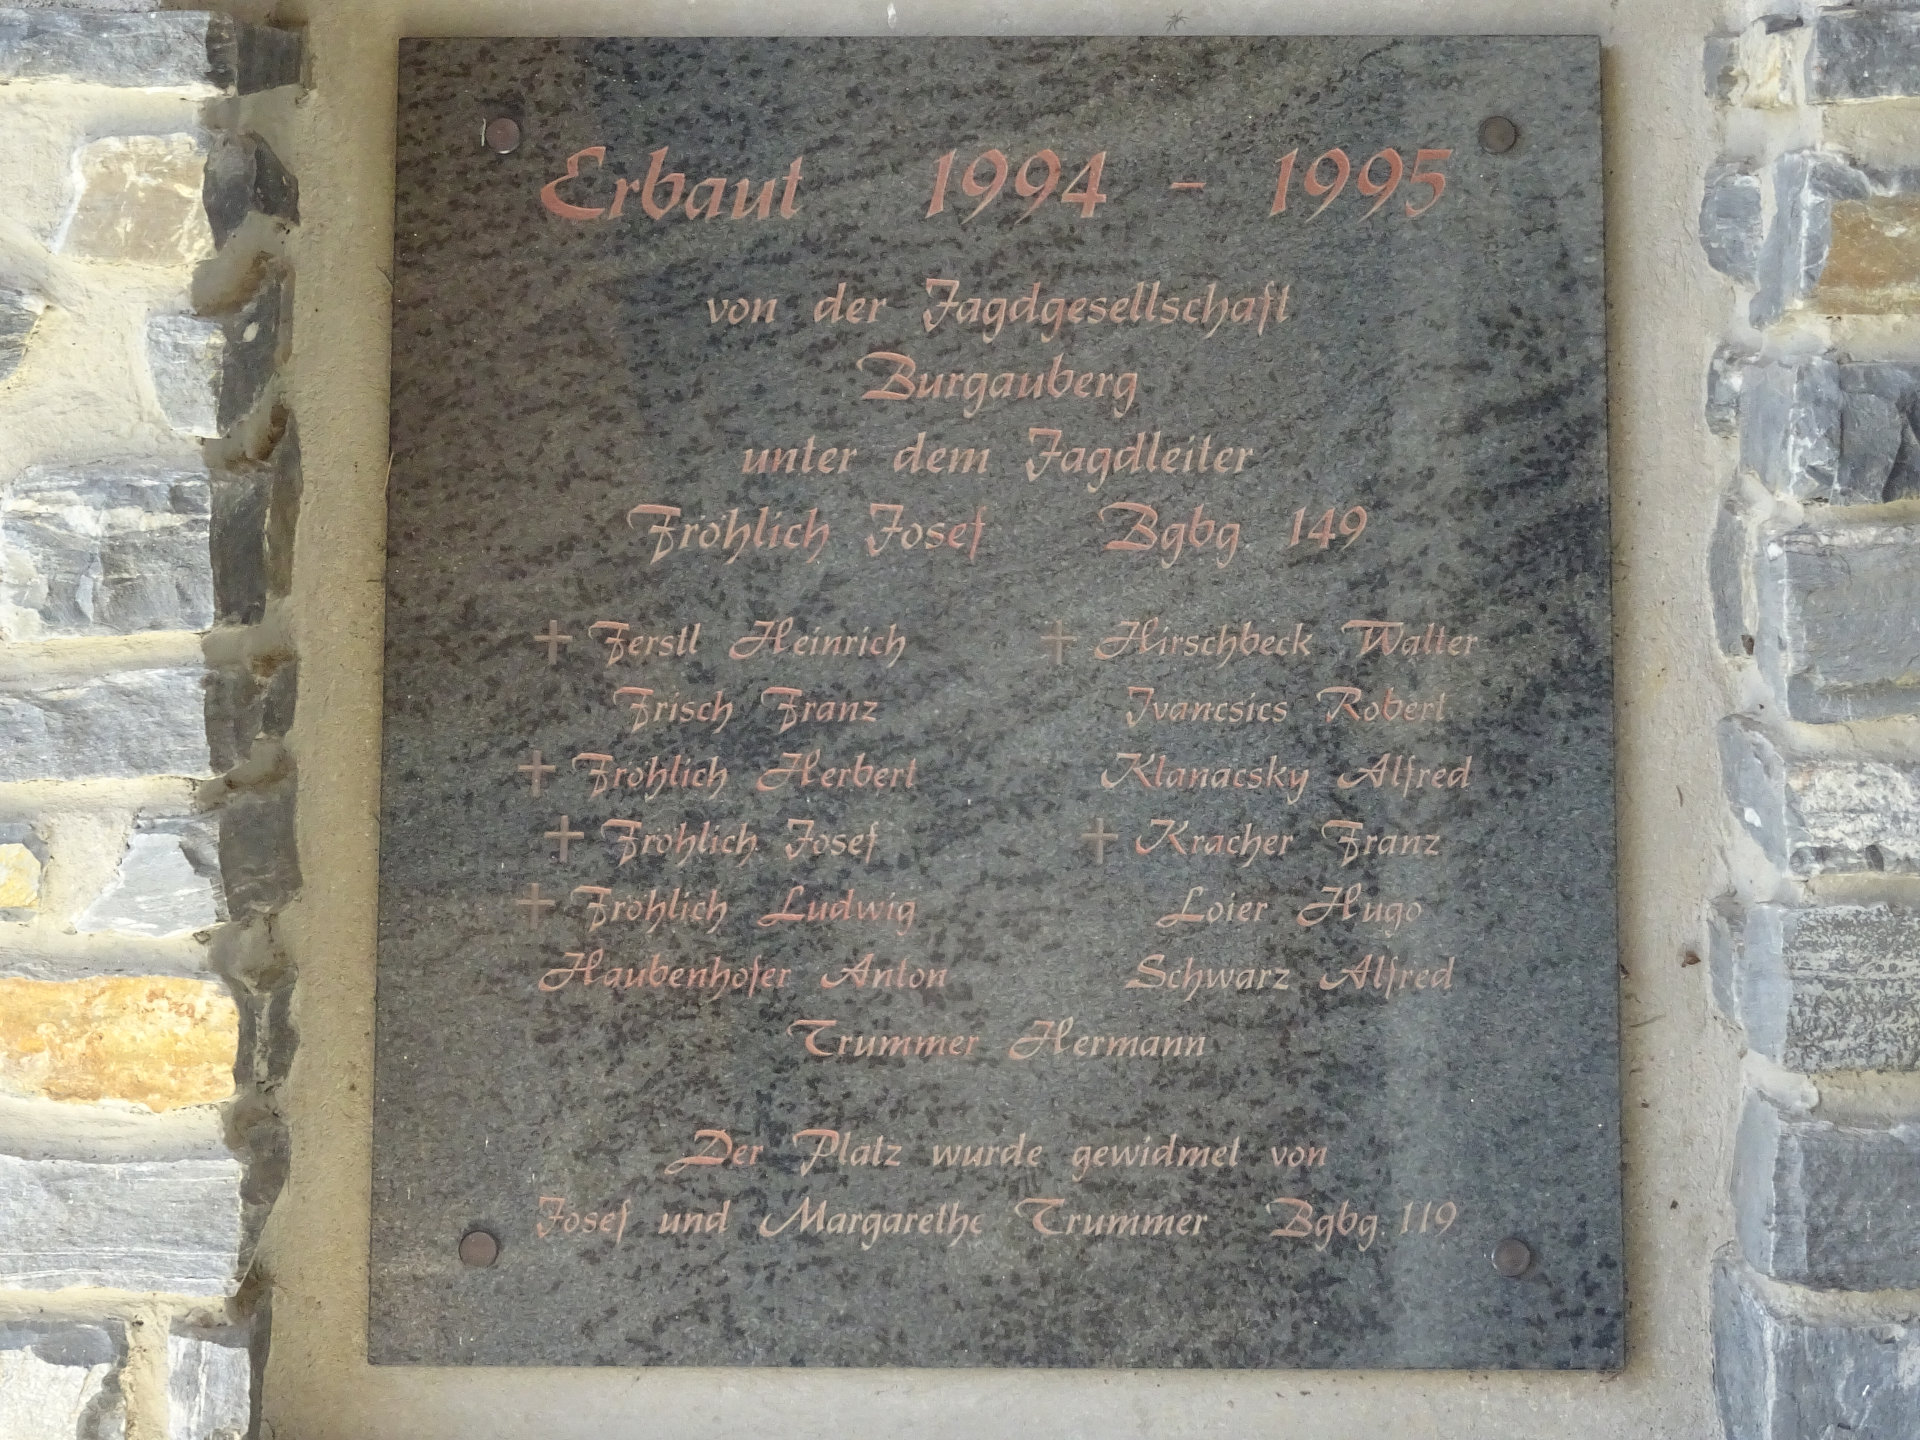 Erbaut 1994 - 1995
von der Jagdgesellschaft
Burgauberg
unter dem Jagdleiter
Fröhlich Josef Bgbg 149
† Ferstl Heinrich † Hirschbeck Walter
Frisch Franz Ivancsics Robert
† Fröhlich Herbert Klanacsky Alfred
† Fröhlich Josef † Kracher Franz
† Fröhlich Ludwig Loier Hugo
Haubenhofer Anton Schwarz Alfred
Trummer Hermann
Der Platz wurde gewidmet von
Josef und Margarethe Trummer Bgbg. 119